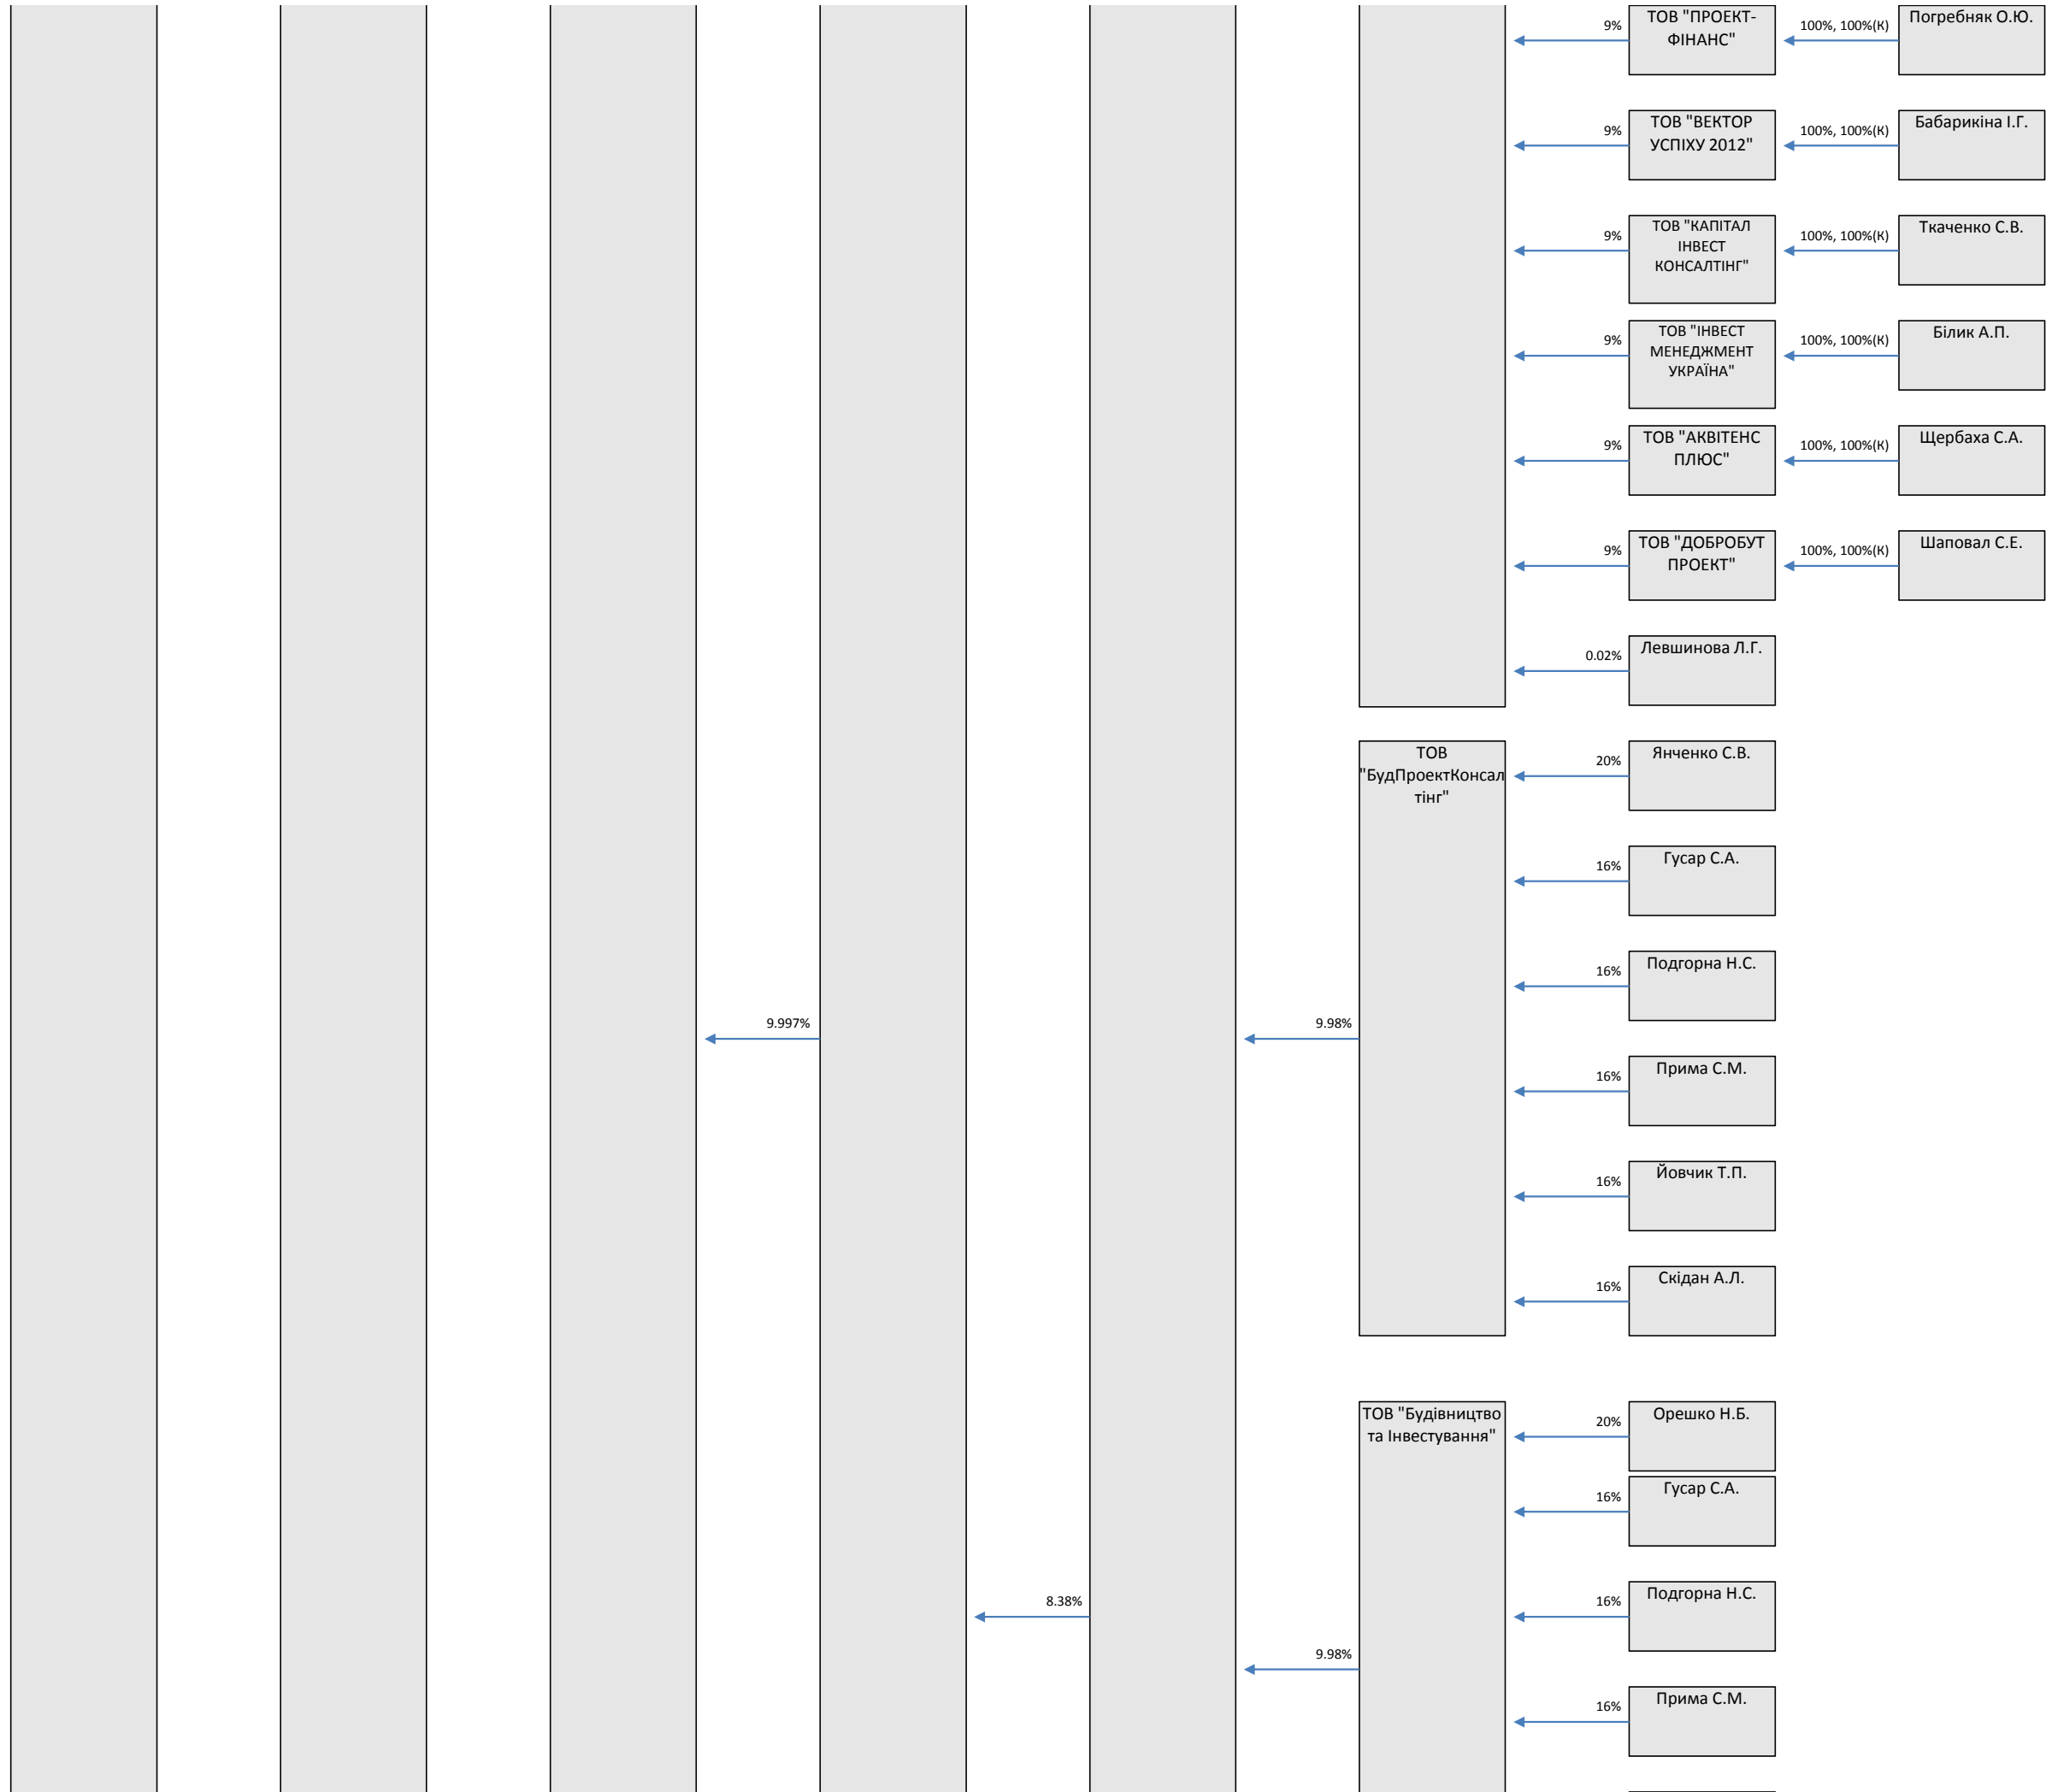 9%
ТОВ "ПРОЕКТ-
ФІНАНС"
100%, 100%(К)
Погребняк О.Ю.
9%
ТОВ "ВЕКТОР
УСПІХУ 2012"
100%, 100%(К)
Бабарикіна І.Г.
9%
ТОВ "КАПІТАЛ
ІНВЕСТ
КОНСАЛТІНГ"
100%, 100%(К)
Ткаченко С.В.
9%
ТОВ "ІНВЕСТ
МЕНЕДЖМЕНТ
УКРАЇНА"
100%, 100%(К)
Білик А.П.
9%
ТОВ "АКВІТЕНС
ПЛЮС"
100%, 100%(К)
Щербаха С.А.
9%
ТОВ "ДОБРОБУТ
ПРОЕКТ"
100%, 100%(К)
Шаповал С.Е.
0.02%
Левшинова Л.Г.
ТОВ
"БудПроектКонсал
тінг"
20%
Янченко С.В.
16%
Гусар С.А.
16%
Подгорна Н.С.
9.997%
9.98%
16%
Прима С.М.
16%
Йовчик Т.П.
16%
Скідан А.Л.
ТОВ "Будівництво
та Інвестування"
20%
Орешко Н.Б.
16%
Гусар С.А.
8.38%
16%
Подгорна Н.С.
9.98%
16%
Прима С.М.